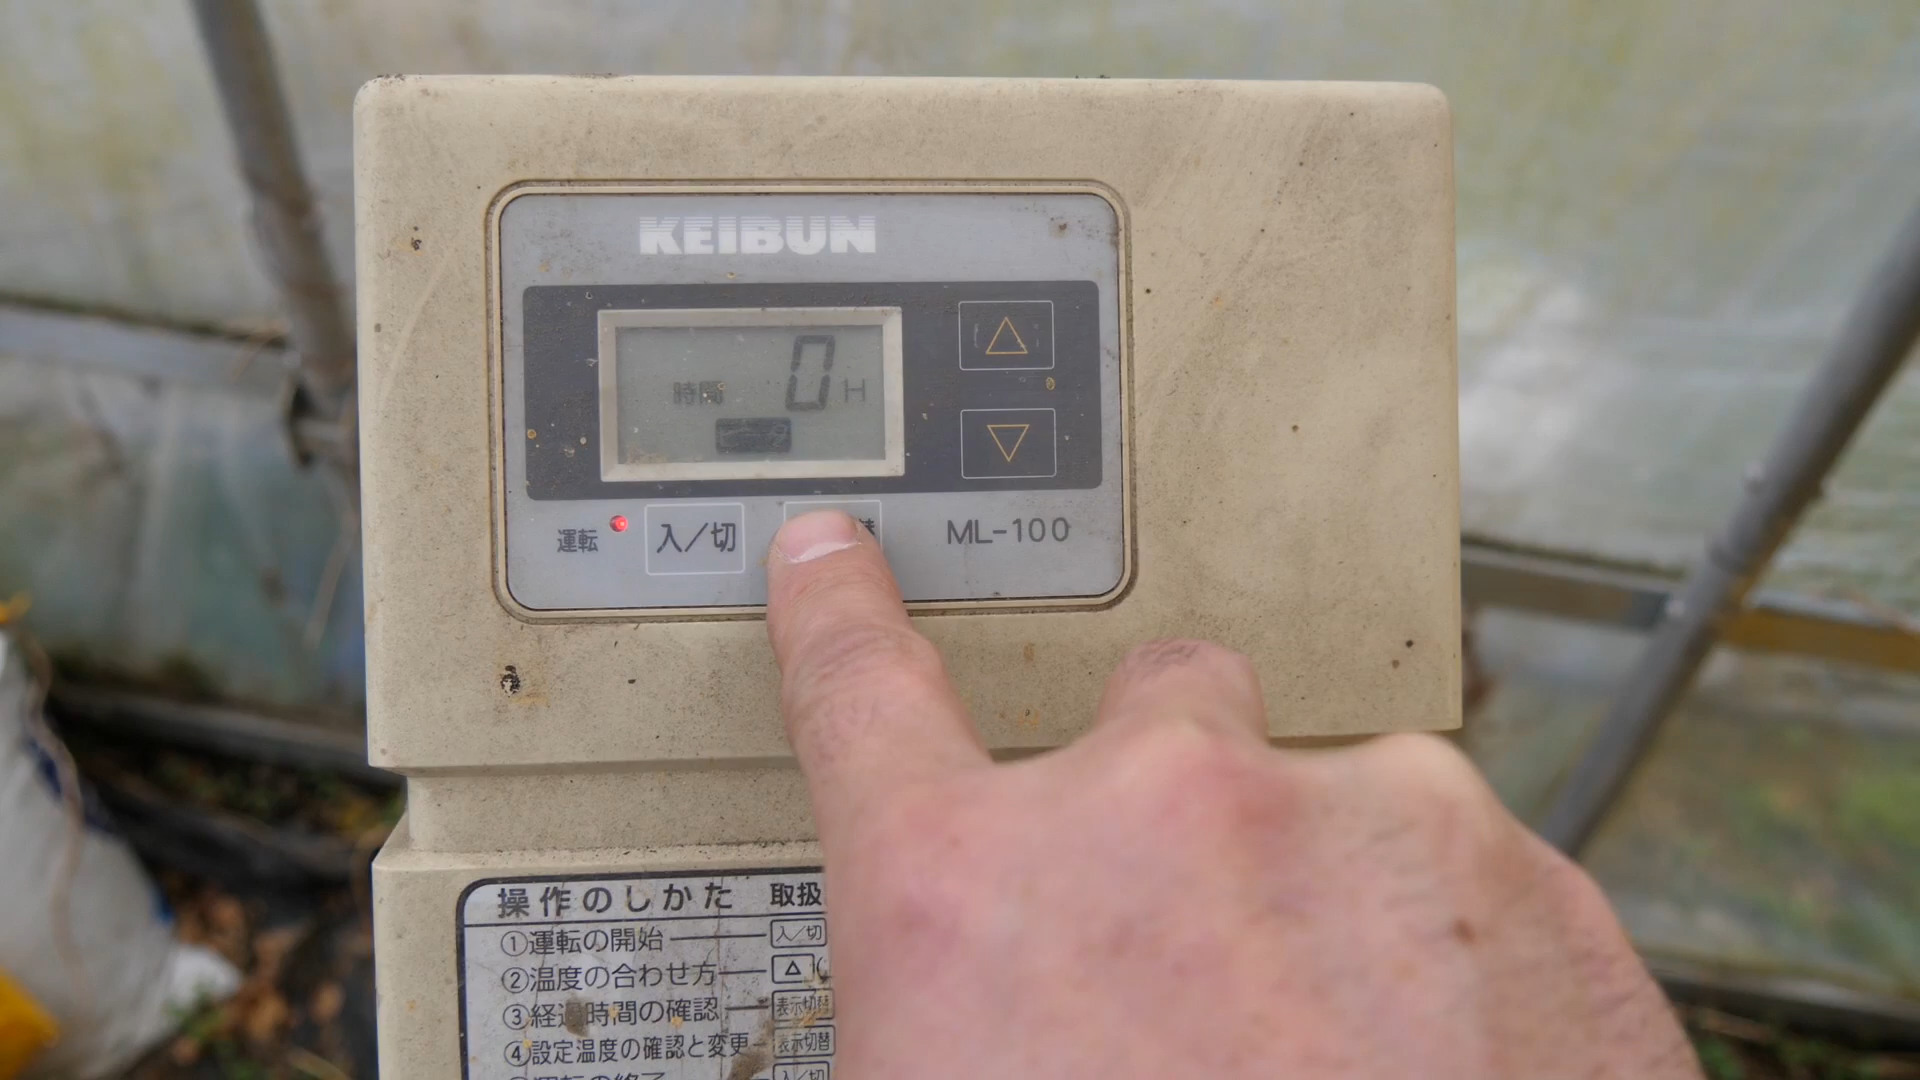 KEIBUN
時間 0 H
運転 入/切 替
ML-100
操作のしかた 取扱
①運転の開始 入/切
②温度の合わせ方 △
③経過時間の確認 表示切替
④設定温度の確認と変更 表示切替
入/切